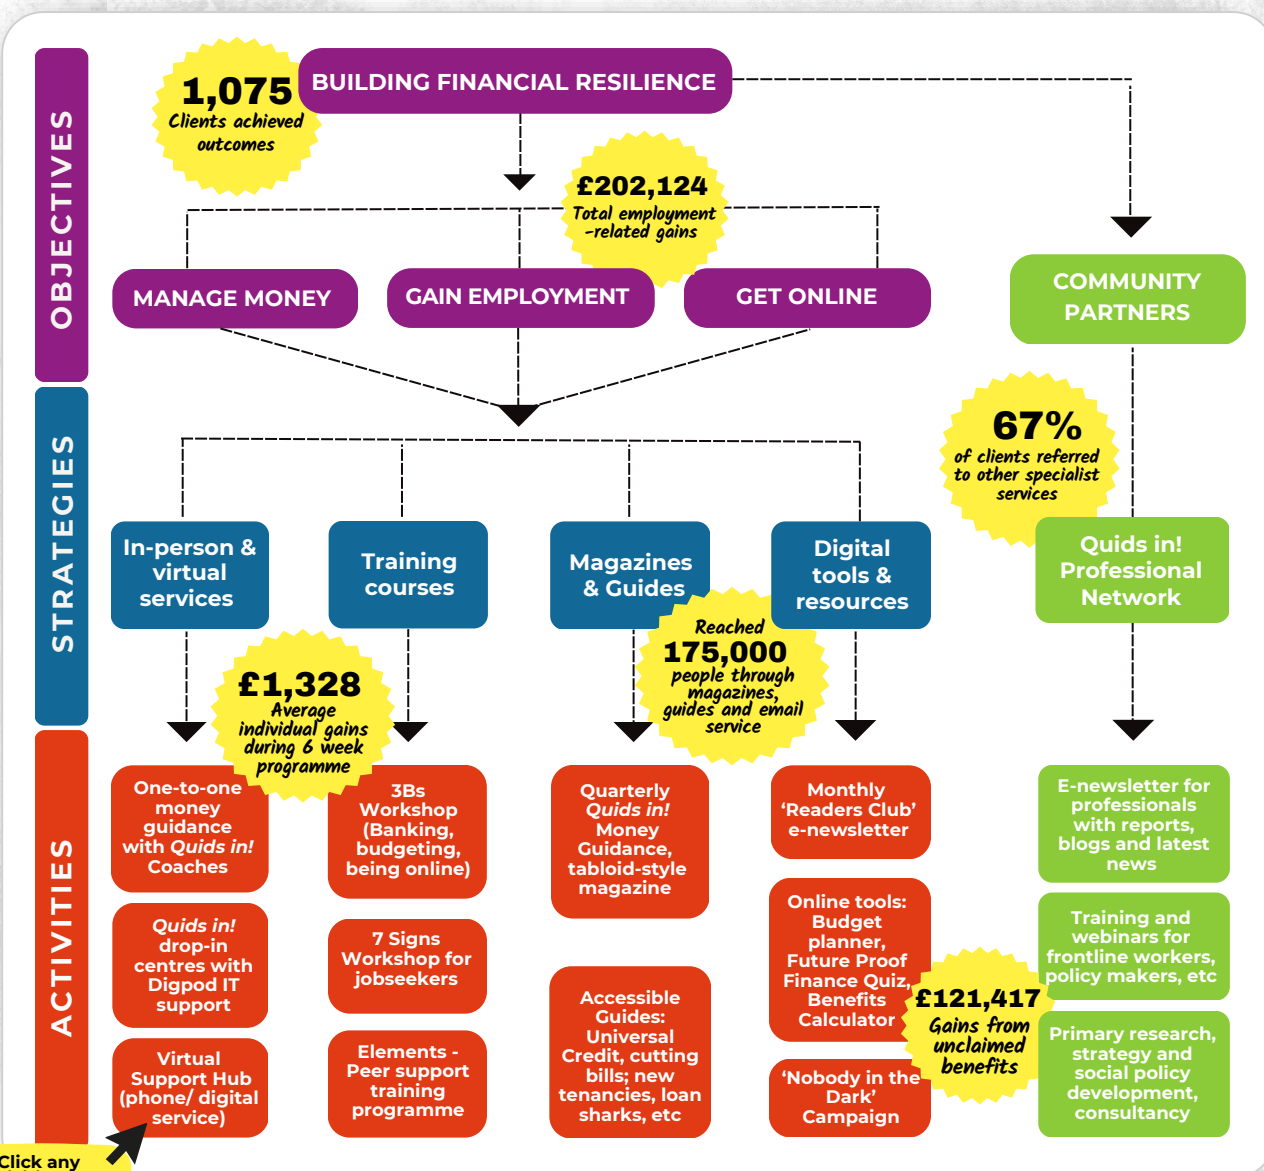 OBJECTIVES
1,075
Clients achieved
outcomes
BUILDING FINANCIAL RESILIENCE
£202,124
Total employment
-related gains
MANAGE MONEY
GAIN EMPLOYMENT
GET ONLINE
COMMUNITY
PARTNERS
STRATEGIES
67%
of clients referred
to other specialist
services
In-person &
virtual
services
Training
courses
Magazines
& Guides
Digital
tools &
resources
Quids in!
Professional
Network
£1,328
Average
individual gains
during 6 week
programme
Reached
175,000
people through
magazines,
guides and email
service
ACTIVITIES
One-to-one
money
guidance
with Quids in!
Coaches
Quids in!
drop-in
centres with
Digpod IT
support
Virtual
Support Hub
(phone/ digital
service)
3Bs
Workshop
(Banking,
budgeting,
being online)
7 Signs
Workshop for
jobseekers
Elements -
Peer support
training
programme
Quarterly
Quids in!
Money
Guidance,
tabloid-style
magazine
Accessible
Guides:
Universal
Credit, cutting
bills; new
tenancies, loan
sharks, etc
Monthly
‘Readers Club’
e-newsletter
Online tools:
Budget
planner,
Future Proof
Finance Quiz,
Benefits
Calculator
‘Nobody in the
Dark’
Campaign
£121,417
Gains from
unclaimed
benefits
E-newsletter for
professionals
with reports,
blogs and latest
news
Training and
webinars for
frontline workers,
policy makers, etc
Primary research,
strategy and
social policy
development,
consultancy
Click any